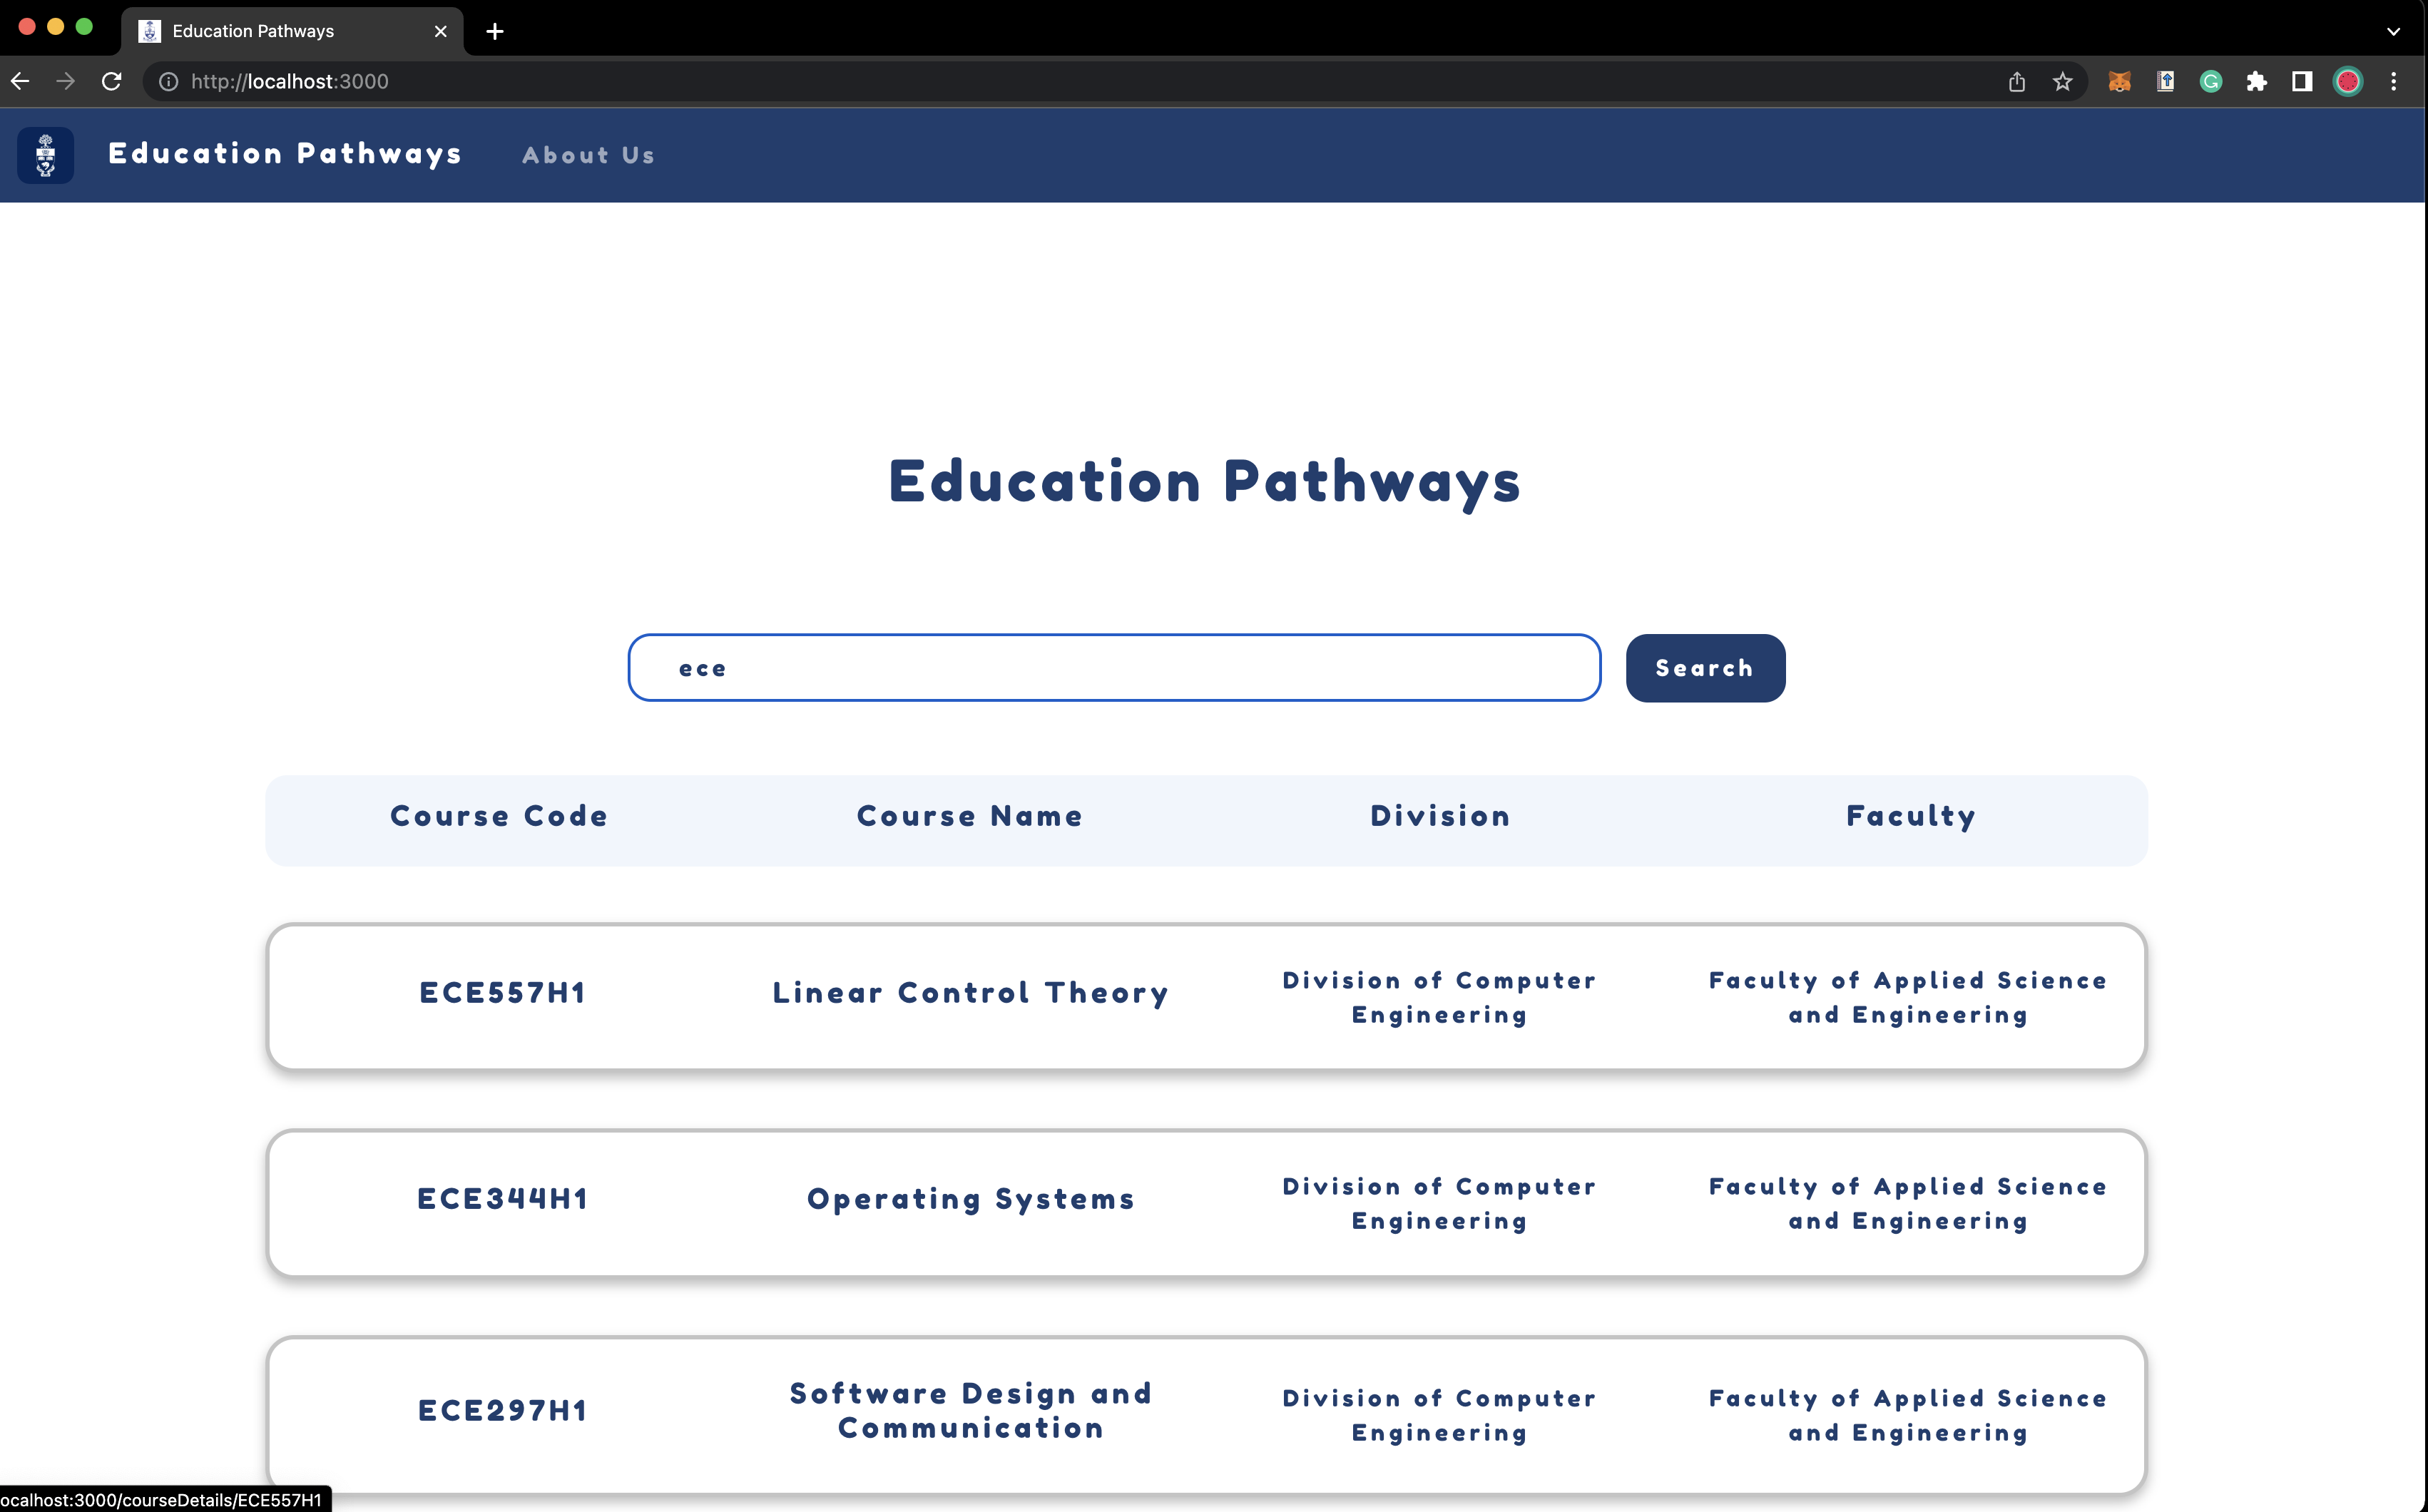 Education Pathways
http://localhost:3000
Education Pathways About Us
Education Pathways
ece Search
Course Code Course Name Division Faculty
ECE557H1 Linear Control Theory Division of Computer Engineering Faculty of Applied Science and Engineering
ECE344H1 Operating Systems Division of Computer Engineering Faculty of Applied Science and Engineering
ECE297H1 Software Design and Communication Division of Computer Engineering Faculty of Applied Science and Engineering
ocalhost:3000/courseDetails/ECE557H1